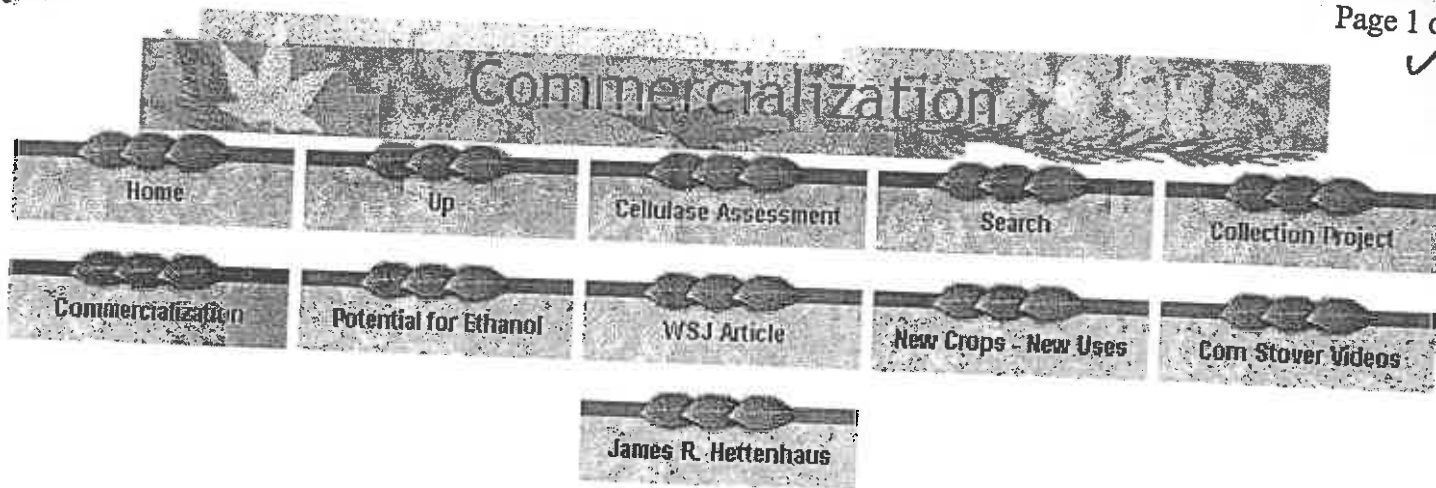 Page 1 o
Commercialization
Home Up Cellulase Assessment Search Collection Project
Commercialization Potential for Ethanol WSJ Article New Crops - New Uses Corn Stover Videos
James R. Hettenhaus